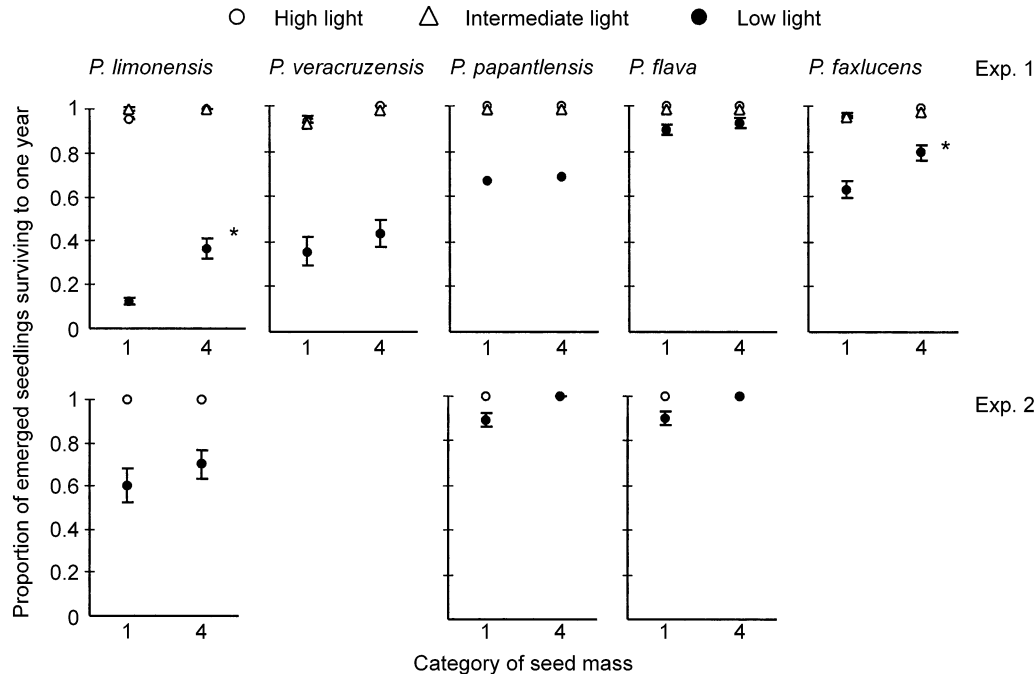 High light Intermediate light Low light
P. limonensis P. veracruzensis P. papantlensis P. flava P. faxlucens Exp. 1
Proportion of emerged seedlings surviving to one year
1
0.8
0.6
0.4
0.2
0
*
*
1 4 1 4 1 4 1 4 1 4
Exp. 2
1
0.8
0.6
0.4
0.2
0
1 4 1 4 1 4
Category of seed mass